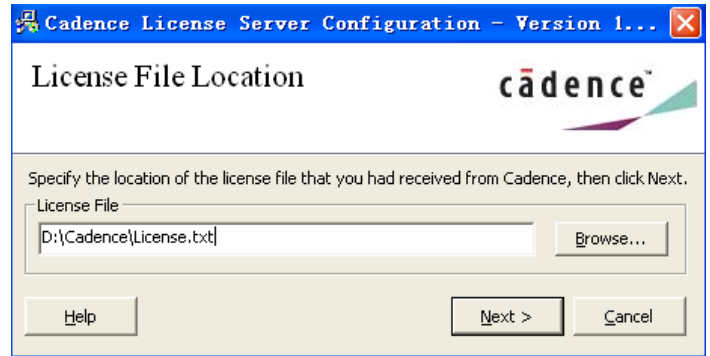 Cadence License Server Configuration - Version 1...
License File Location
cādence™
Specify the location of the license file that you had received from Cadence, then click Next.
License File
D:\Cadence\License.txt
Browse...
Help
Next >
Cancel